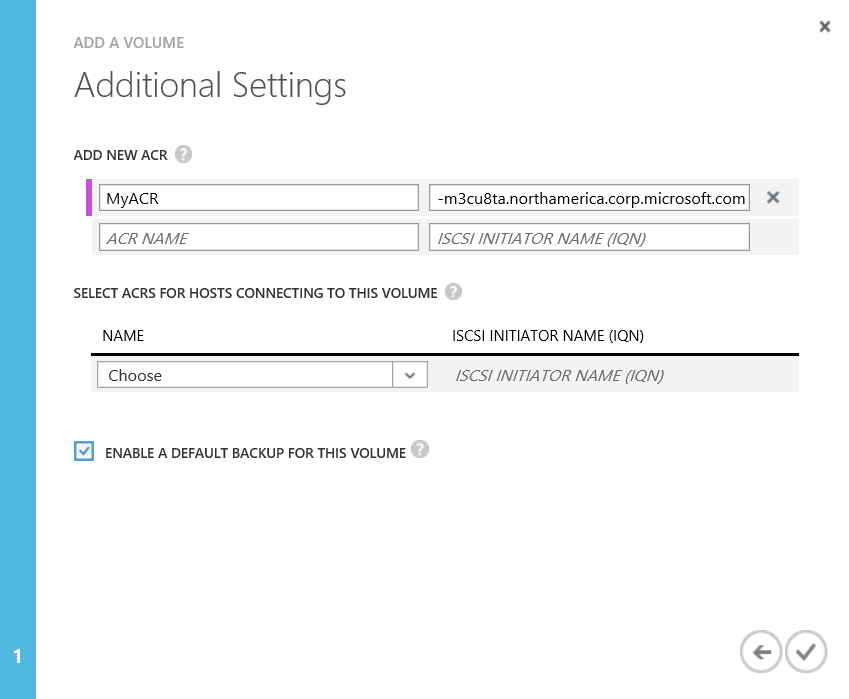 ADD A VOLUME
Additional Settings
ADD NEW ACR ?
MyACR -m3cu8ta.northamerica.corp.microsoft.com
ACR NAME ISCSI INITIATOR NAME (IQN)
SELECT ACRS FOR HOSTS CONNECTING TO THIS VOLUME ?
NAME ISCSI INITIATOR NAME (IQN)
Choose ISCSI INITIATOR NAME (IQN)
ENABLE A DEFAULT BACKUP FOR THIS VOLUME ?
1